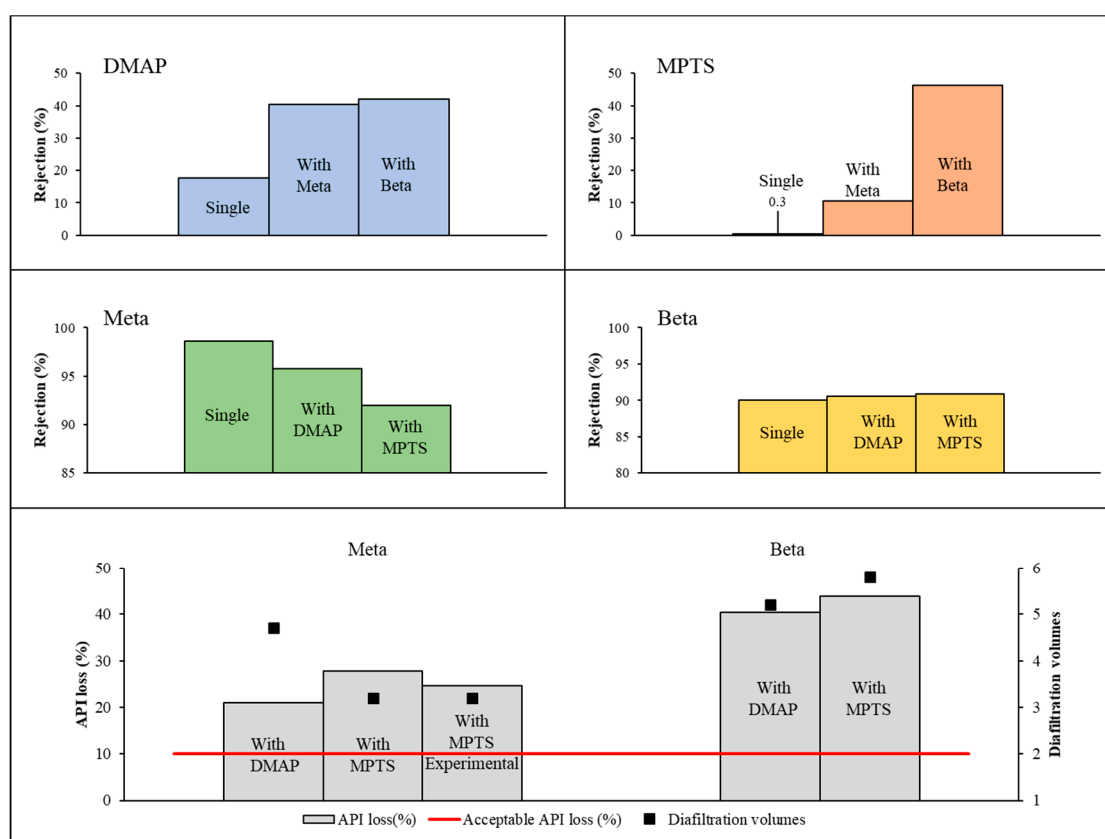 DMAP
Rejection (%)
50
40
30
20
10
0
Single
With
Meta
With
Beta
MPTS
Rejection (%)
50
40
30
20
10
0
Single
0.3
With
Meta
With
Beta
Meta
Rejection (%)
100
95
90
85
Single
With
DMAP
With
MPTS
Beta
Rejection (%)
100
95
90
85
80
Single
With
DMAP
With
MPTS
Meta
Beta
API loss (%)
50
40
30
20
10
0
With
DMAP
With
MPTS
With
MPTS
Experimental
With
DMAP
With
MPTS
6
5
4
3
2
1
Diafiltration volumes
API loss(%)
Acceptable API loss (%)
Diafiltration volumes